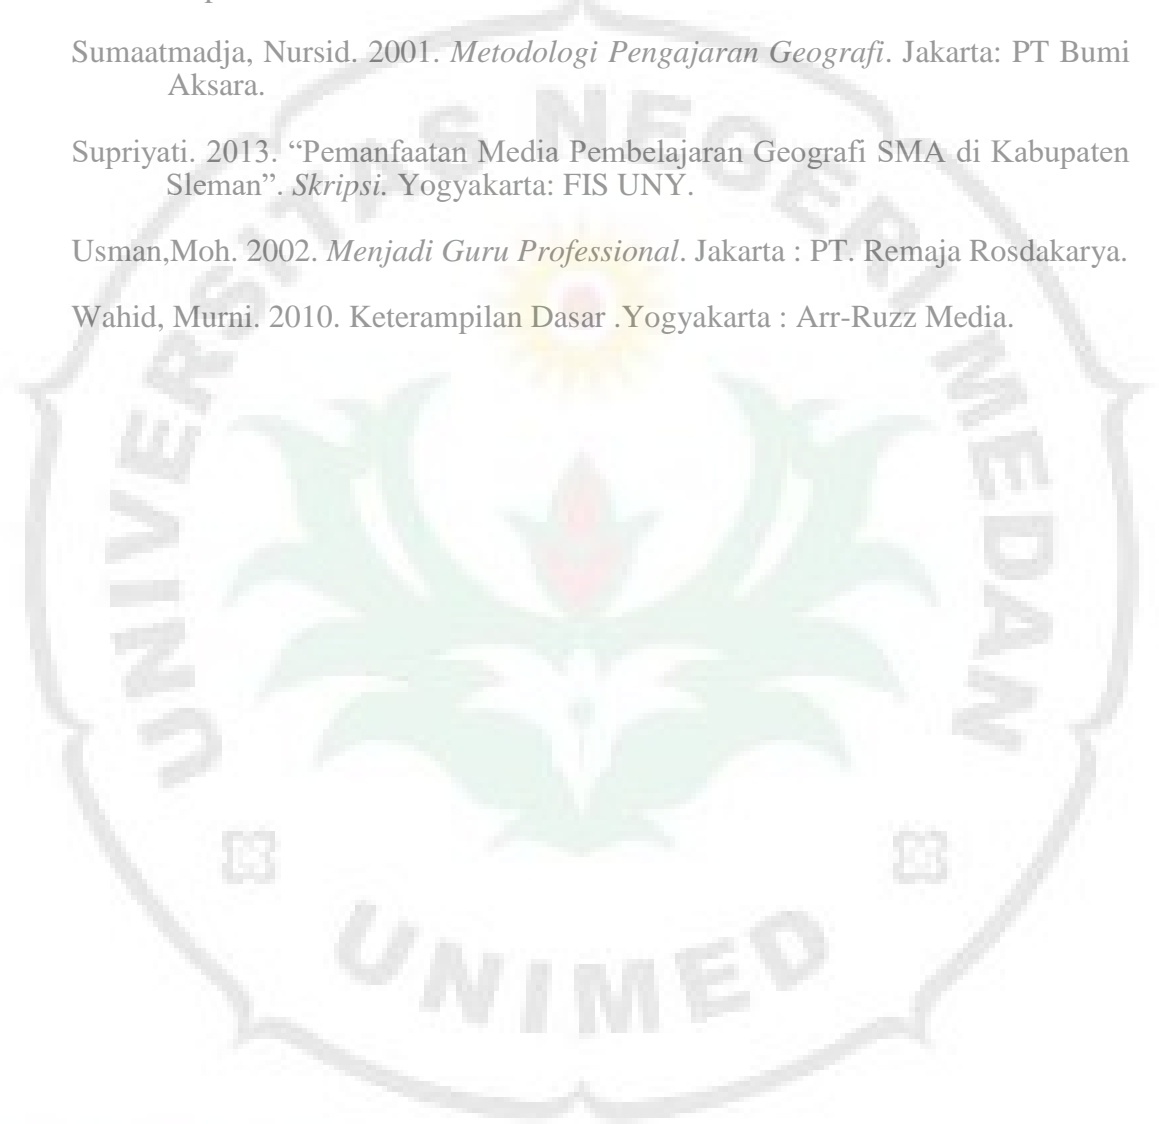 Sumaatmadja, Nursid. 2001. Metodologi Pengajaran Geografi. Jakarta: PT Bumi
Aksara.
Supriyati. 2013. “Pemanfaatan Media Pembelajaran Geografi SMA di Kabupaten
Sleman”. Skripsi. Yogyakarta: FIS UNY.
Usman,Moh. 2002. Menjadi Guru Professional. Jakarta : PT. Remaja Rosdakarya.
Wahid, Murni. 2010. Keterampilan Dasar .Yogyakarta : Arr-Ruzz Media.
UNIVERSITAS NEGERI MEDAN
UNIMED